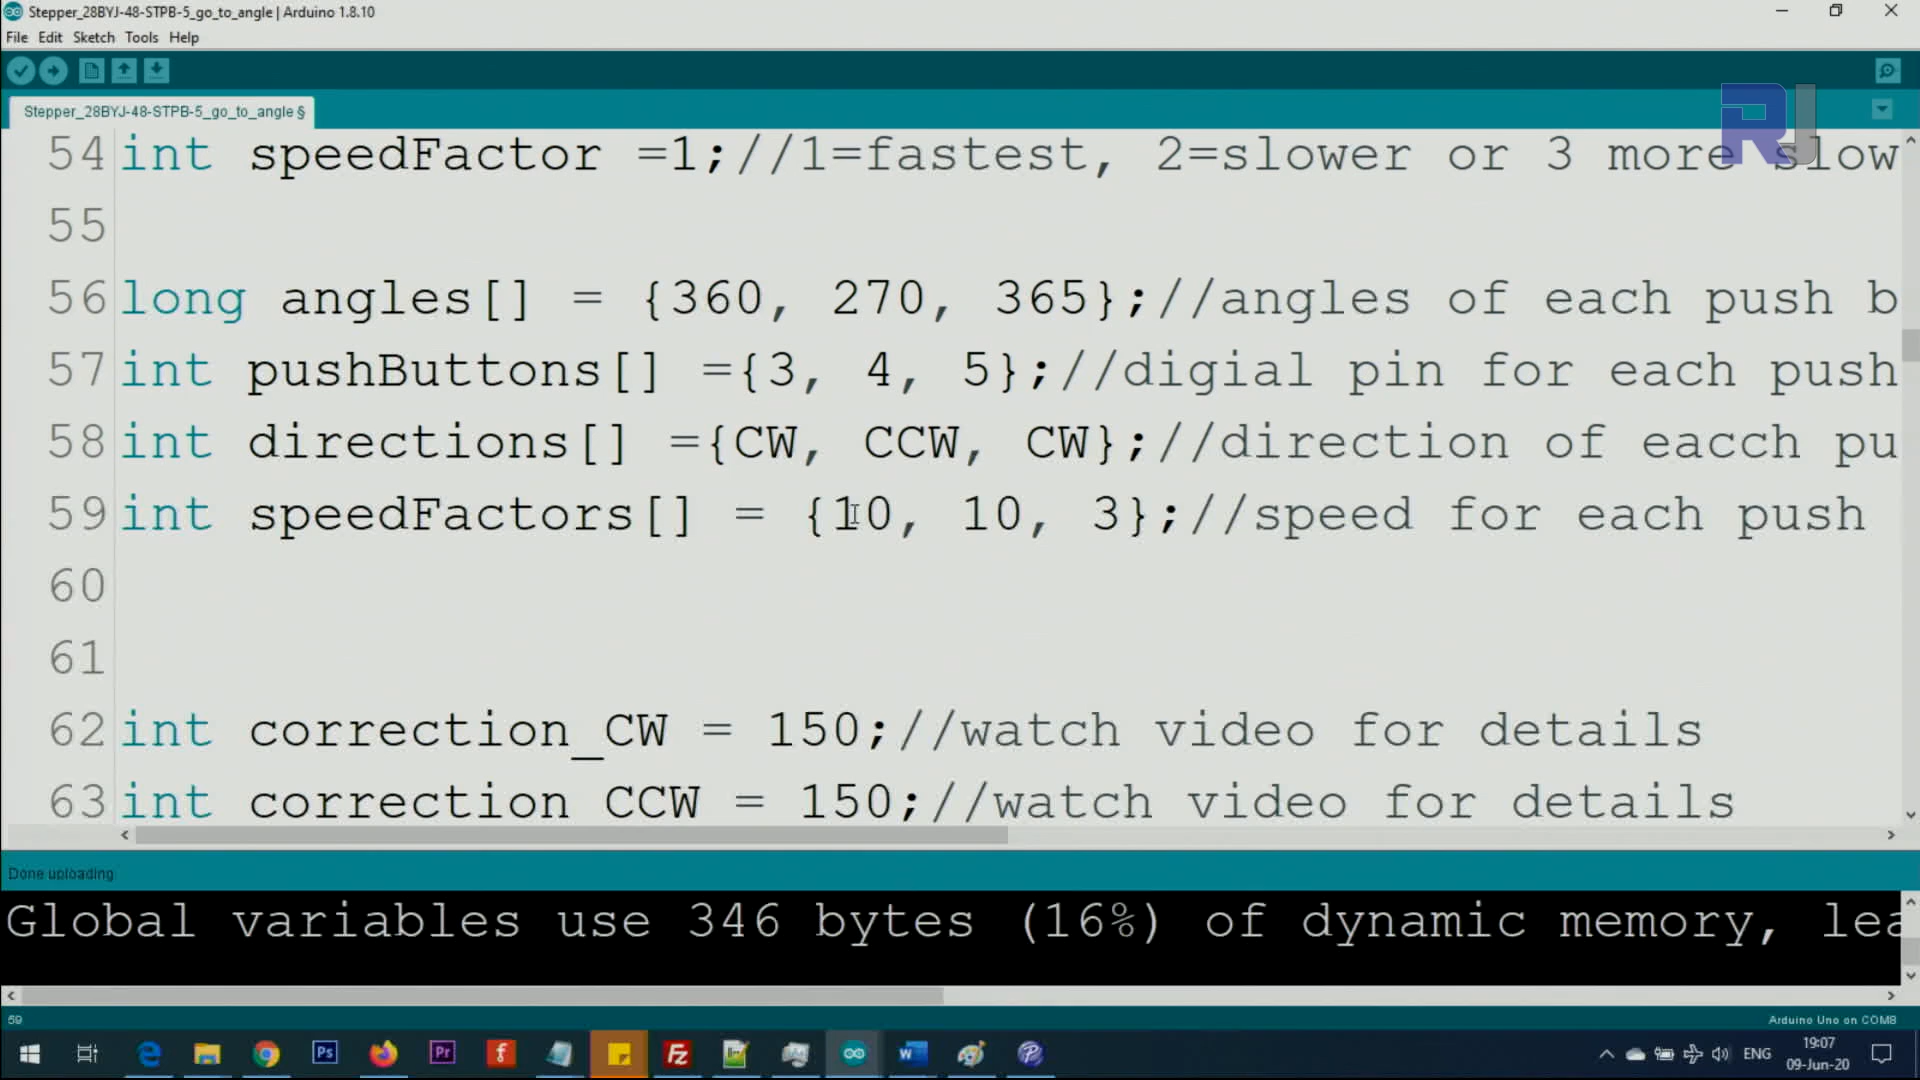 Stepper_28BYJ-48-STPB-5_go_to_angle | Arduino 1.8.10
File Edit Sketch Tools Help
Stepper_28BYJ-48-STPB-5_go_to_angle §
RJ
54 int speedFactor =1;//1=fastest, 2=slower or 3 more slow
55
56 long angles[] = {360, 270, 365};//angles of each push b
57 int pushButtons[] ={3, 4, 5};//digial pin for each push
58 int directions[] ={CW, CCW, CW};//direction of eacch pu
59 int speedFactors[] = {10, 10, 3};//speed for each push
60
61
62 int correction_CW = 150;//watch video for details
63 int correction CCW = 150;//watch video for details
Done uploading.
Global variables use 346 bytes (16%) of dynamic memory, lea
59
Arduino Uno on COM8
Ps
Pr
f
Fz
W
ENG
19:07
09-Jun-20